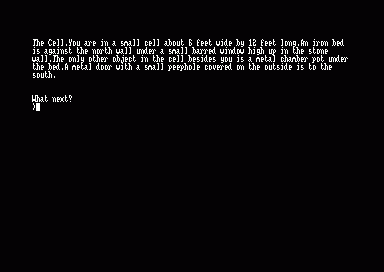 The Cell.You are in a small cell about 6 feet wide by 12 feet long.An iron bed
is against the north wall under a small barred window high up in the stone
wall.The only other object in the cell besides you is a metal chamber pot under
the bed.A metal door with a small peephole covered on the outside is to the
south.
What next?
>